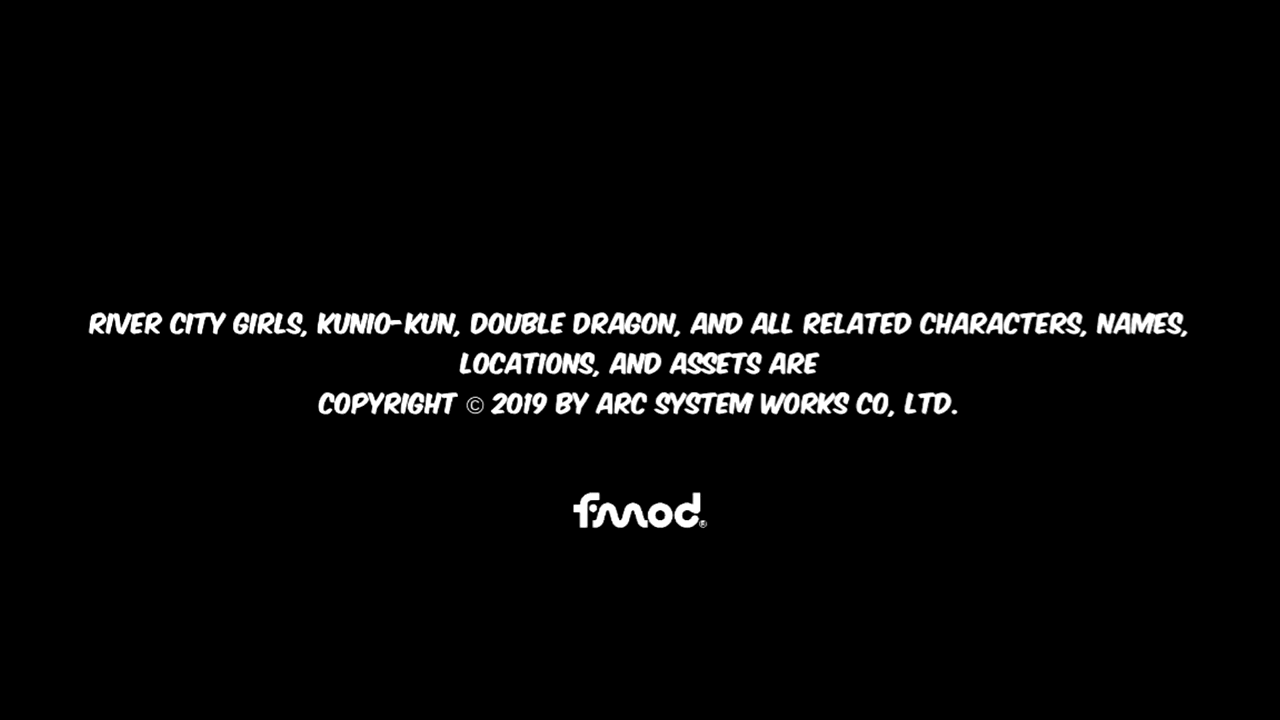 RIVER CITY GIRLS, KUNIO-KUN, DOUBLE DRAGON, AND ALL RELATED CHARACTERS, NAMES,
LOCATIONS, AND ASSETS ARE
COPYRIGHT © 2019 BY ARC SYSTEM WORKS CO, LTD.
fmod®